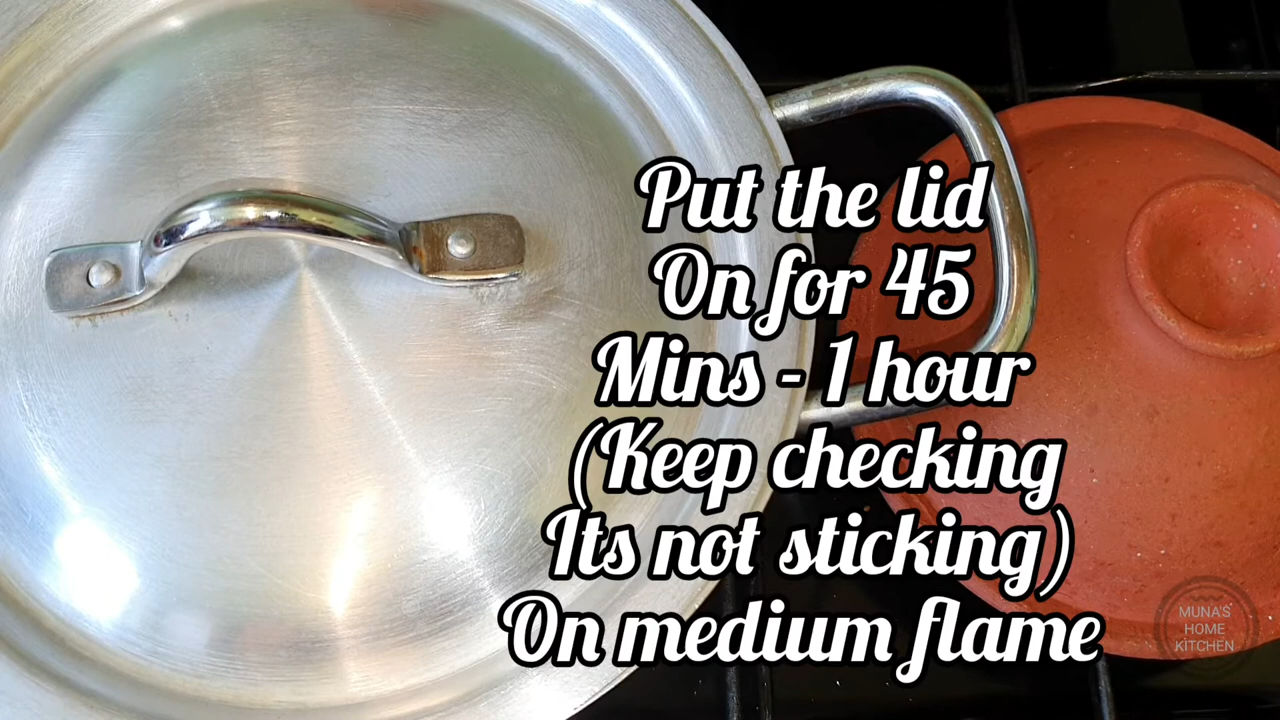 Put the lid
On for 45
Mins - 1 hour
(Keep checking
Its not sticking)
On medium flame
MUNA'S
HOME
KITCHEN